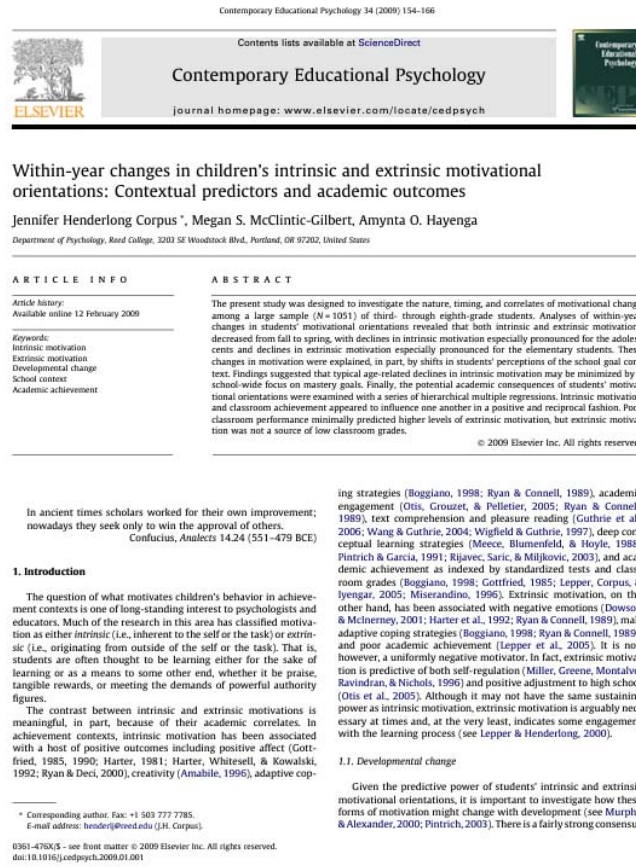 Contemporary Educational Psychology 34 (2009) 154–166
Contents lists available at ScienceDirect
Contemporary Educational Psychology
journal homepage: www.elsevier.com/locate/cedpsych
ELSEVIER
Contemporary
Educational
Psychology
Within-year changes in children's intrinsic and extrinsic motivational
orientations: Contextual predictors and academic outcomes
Jennifer Henderlong Corpus *, Megan S. McClintic-Gilbert, Amynta O. Hayenga
Department of Psychology, Reed College, 3203 SE Woodstock Blvd., Portland, OR 97202, United States
ARTICLE INFO
Article history:
Available online 12 February 2009
Keywords:
Intrinsic motivation
Extrinsic motivation
Developmental change
School context
Academic achievement
ABSTRACT
The present study was designed to investigate the nature, timing, and correlates of motivational chang
among a large sample (N = 1051) of third- through eighth-grade students. Analyses of within-yea
changes in students' motivational orientations revealed that both intrinsic and extrinsic motivation
decreased from fall to spring, with declines in intrinsic motivation especially pronounced for the adoles
cents and declines in extrinsic motivation especially pronounced for the elementary students. Thes
changes in motivation were explained, in part, by shifts in students' perceptions of the school goal con
text. Findings suggested that typical age-related declines in intrinsic motivation may be minimized by
school-wide focus on mastery goals. Finally, the potential academic consequences of students' motiva
tional orientations were examined with a series of hierarchical multiple regressions. Intrinsic motivatio
and classroom achievement appeared to influence one another in a positive and reciprocal fashion. Poo
classroom performance minimally predicted higher levels of extrinsic motivation, but extrinsic motiva
tion was not a source of low classroom grades.
© 2009 Elsevier Inc. All rights reserved
In ancient times scholars worked for their own improvement;
nowadays they seek only to win the approval of others.
Confucius, Analects 14.24 (551–479 BCE)
1. Introduction
The question of what motivates children's behavior in achieve-
ment contexts is one of long-standing interest to psychologists and
educators. Much of the research in this area has classified motiva-
tion as either intrinsic (i.e., inherent to the self or the task) or extrin-
sic (i.e., originating from outside of the self or the task). That is,
students are often thought to be learning either for the sake of
learning or as a means to some other end, whether it be praise,
tangible rewards, or meeting the demands of powerful authority
figures.
The contrast between intrinsic and extrinsic motivations is
meaningful, in part, because of their academic correlates. In
achievement contexts, intrinsic motivation has been associated
with a host of positive outcomes including positive affect (Gott-
fried, 1985, 1990; Harter, 1981; Harter, Whitesell, & Kowalski,
1992; Ryan & Deci, 2000), creativity (Amabile, 1996), adaptive cop-
* Corresponding author. Fax: +1 503 777 7785.
E-mail address: henderlj@reed.edu (J.H. Corpus).
ing strategies (Boggiano, 1998; Ryan & Connell, 1989), academi
engagement (Otis, Grouzet, & Pelletier, 2005; Ryan & Connel
1989), text comprehension and pleasure reading (Guthrie et al
2006; Wang & Guthrie, 2004; Wigfield & Guthrie, 1997), deep con
ceptual learning strategies (Meece, Blumenfeld, & Hoyle, 1988
Pintrich & Garcia, 1991; Rijavec, Saric, & Miljkovic, 2003), and aca
demic achievement as indexed by standardized tests and class
room grades (Boggiano, 1998; Gottfried, 1985; Lepper, Corpus, &
Iyengar, 2005; Miserandino, 1996). Extrinsic motivation, on th
other hand, has been associated with negative emotions (Dowso
& McInerney, 2001; Harter et al., 1992; Ryan & Connell, 1989), mal
adaptive coping strategies (Boggiano, 1998; Ryan & Connell, 1989
and poor academic achievement (Lepper et al., 2005). It is no
however, a uniformly negative motivator. In fact, extrinsic motiva
tion is predictive of both self-regulation (Miller, Greene, Montalvo
Ravindran, & Nichols, 1996) and positive adjustment to high schoo
(Otis et al., 2005). Although it may not have the same sustainin
power as intrinsic motivation, extrinsic motivation is arguably nec
essary at times and, at the very least, indicates some engagemen
with the learning process (see Lepper & Henderlong, 2000).
1.1. Developmental change
Given the predictive power of students' intrinsic and extrinsi
motivational orientations, it is important to investigate how thes
forms of motivation might change with development (see Murph
& Alexander, 2000; Pintrich, 2003). There is a fairly strong consensu
0361-476X/$ - see front matter © 2009 Elsevier Inc. All rights reserved.
doi:10.1016/j.cedpsych.2009.01.001